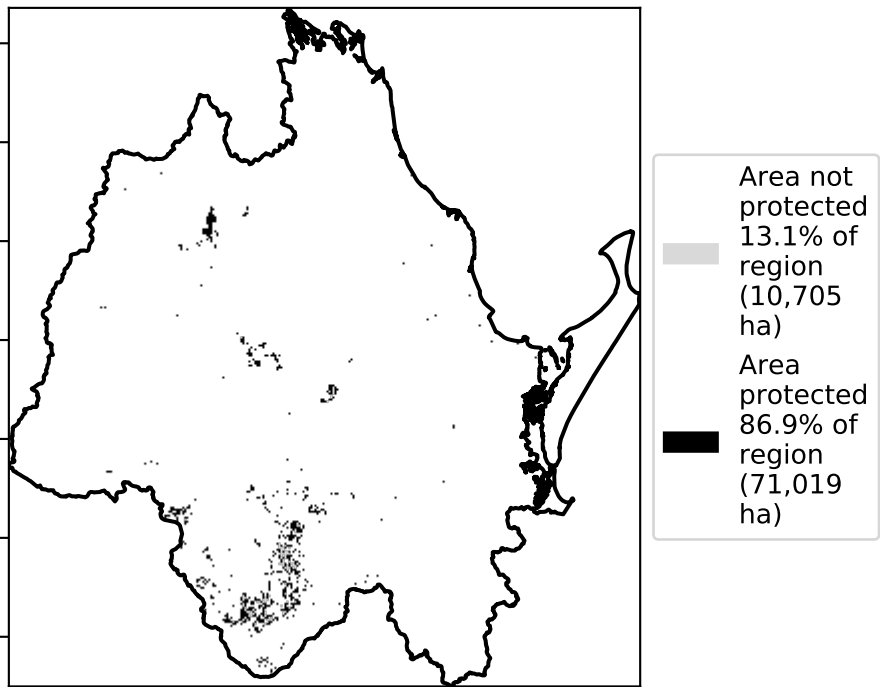 Area not
protected
13.1% of
region
(10,705
ha)
Area
protected
86.9% of
region
(71,019
ha)